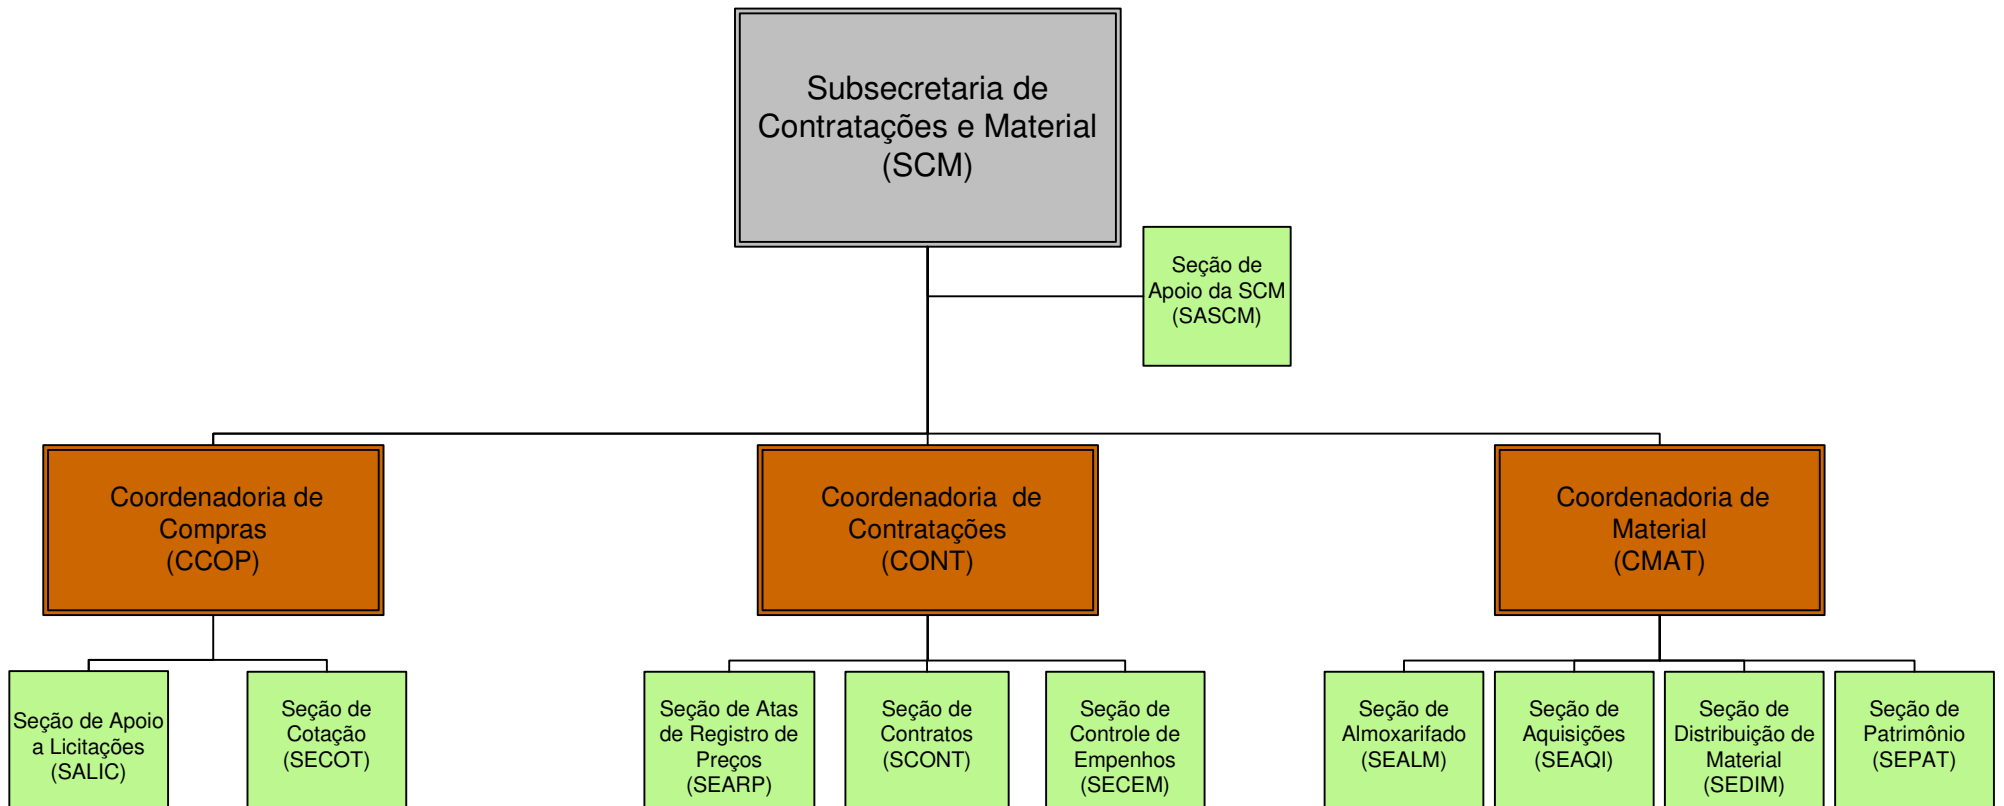 Subsecretaria de
Contratações e Material
(SCM)
Seção de
Apoio da SCM
(SASCM)
Coordenadoria de
Compras
(CCOP)
Coordenadoria  de
Contratações
(CONT)
Coordenadoria de
Material
(CMAT)
Seção de Apoio
a Licitações
(SALIC)
Seção de
Cotação
(SECOT)
Seção de Atas
de Registro de
Preços
(SEARP)
Seção de
Contratos
(SCONT)
Seção de
Controle de
Empenhos
(SECEM)
Seção de
Almoxarifado
(SEALM)
Seção de
Aquisições
(SEAQI)
Seção de
Distribuição de
Material
(SEDIM)
Seção de
Patrimônio
(SEPAT)